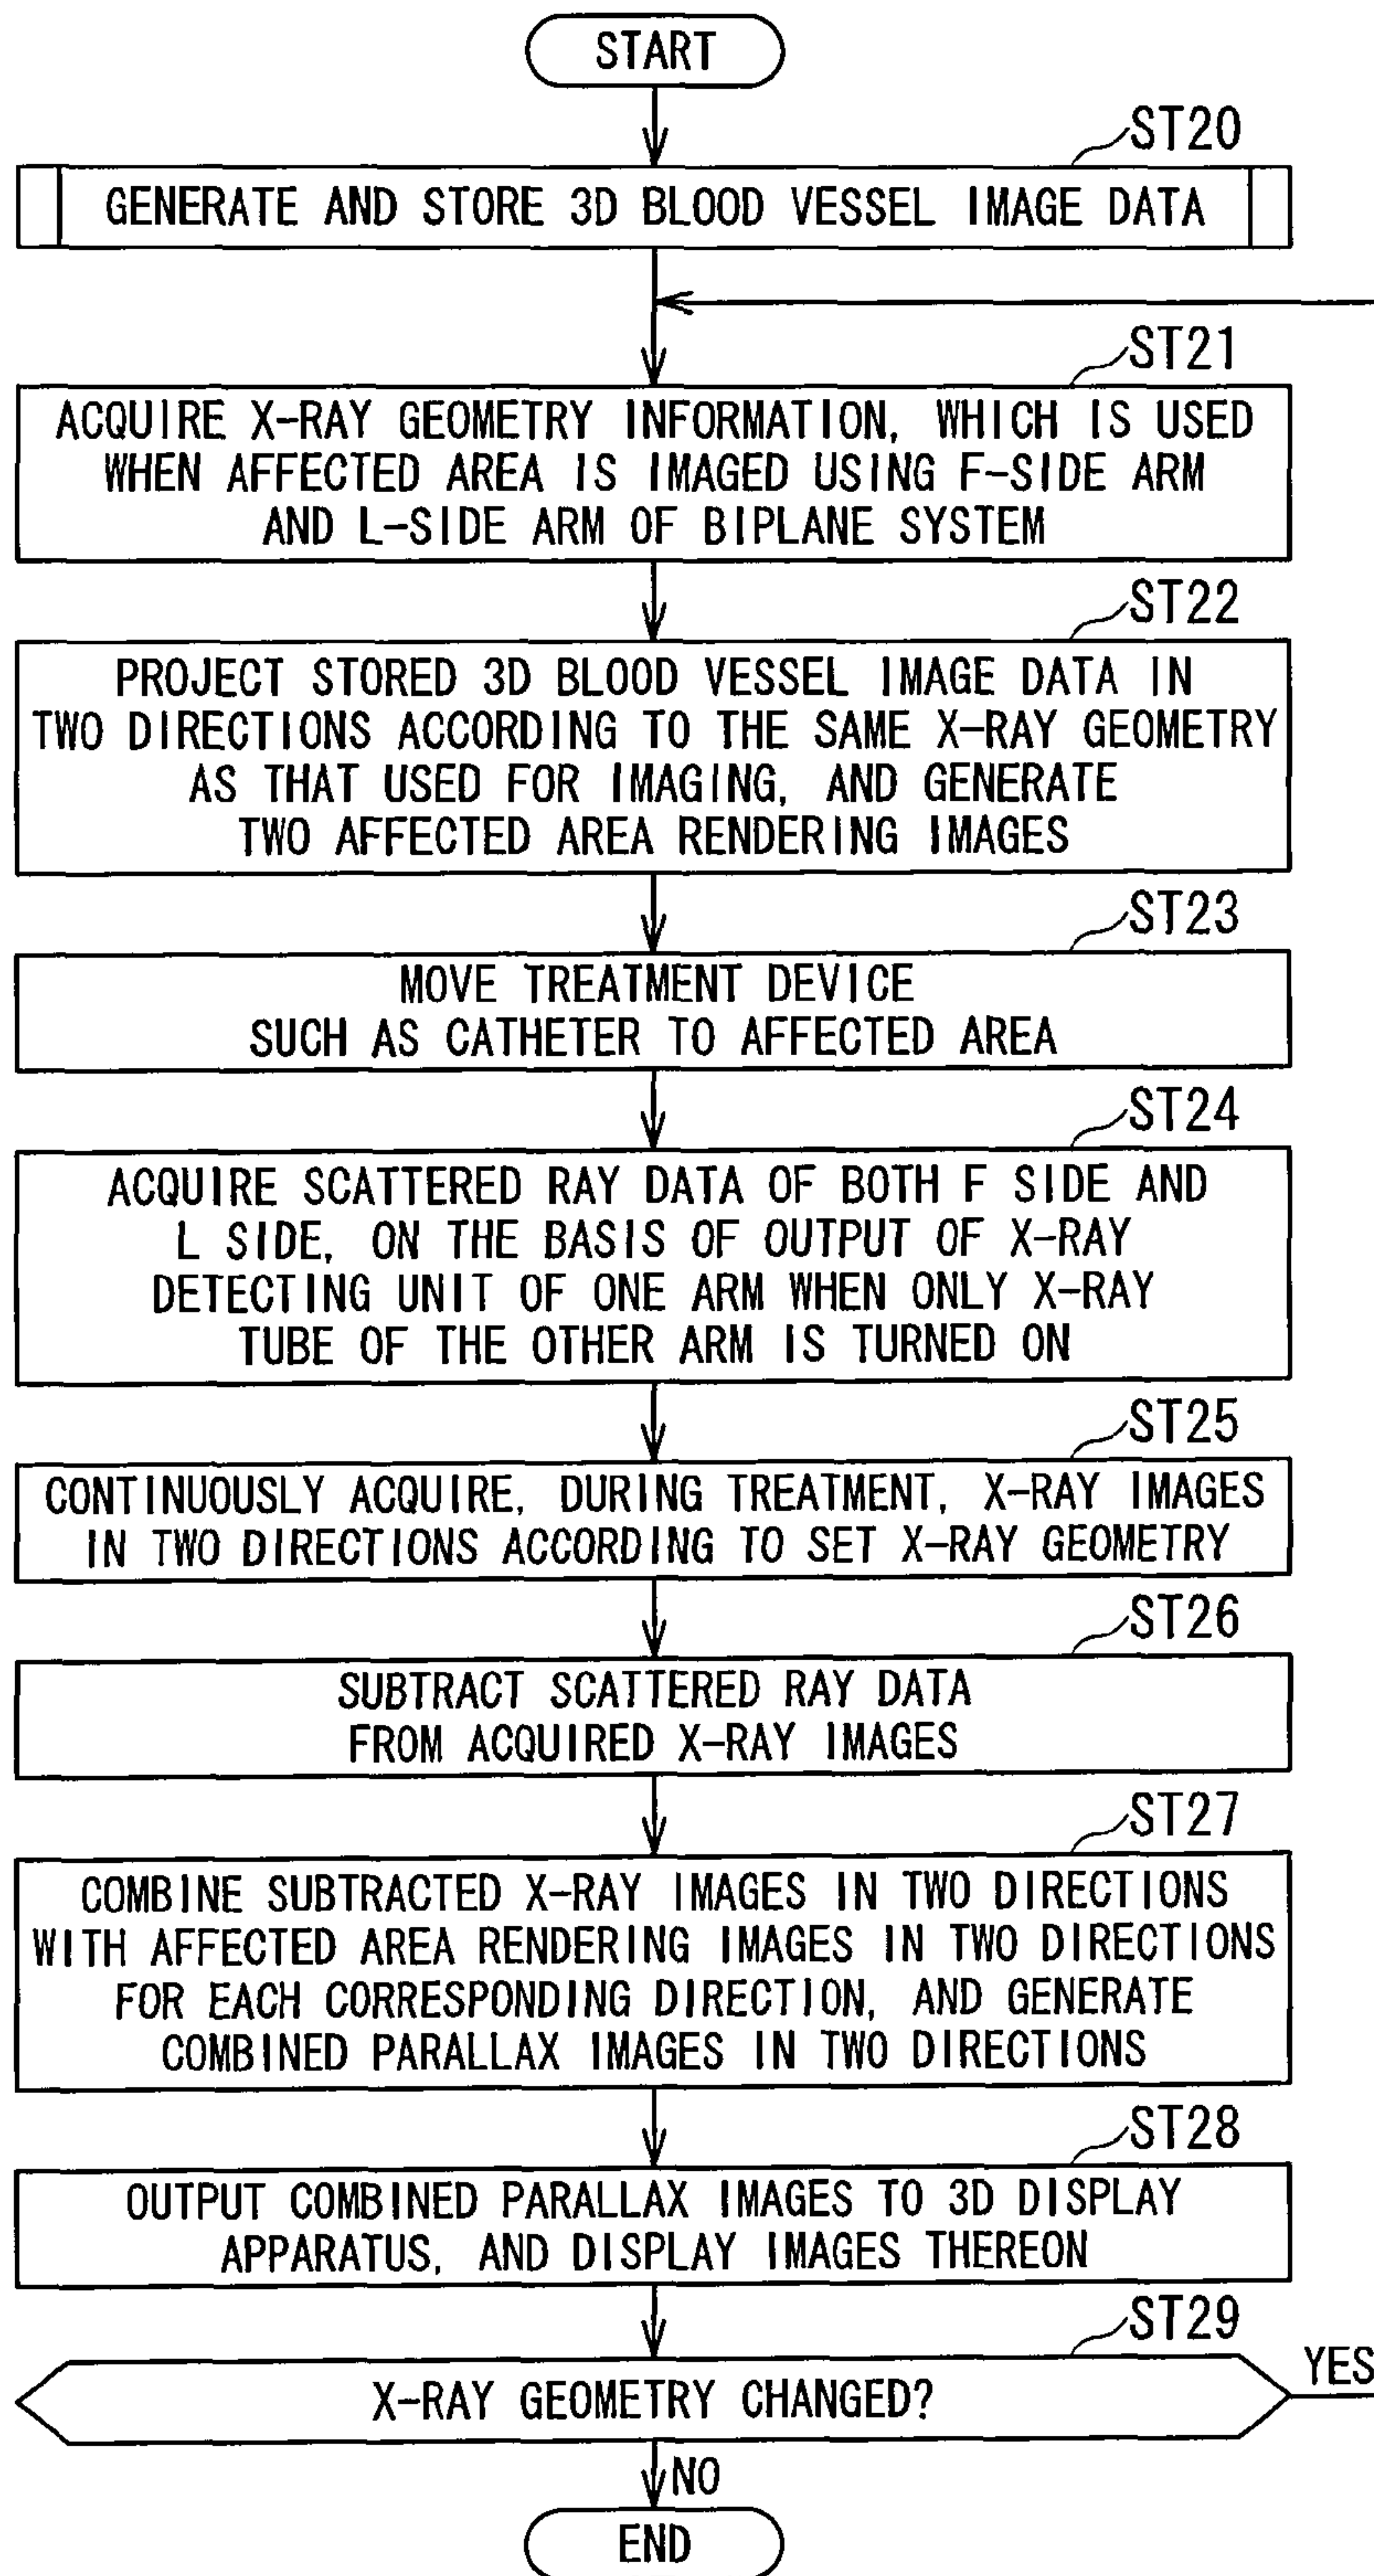 START
ST20
GENERATE AND STORE 3D BLOOD VESSEL IMAGE DATA
ST21
ACQUIRE X-RAY GEOMETRY INFORMATION, WHICH IS USED
WHEN AFFECTED AREA IS IMAGED USING F-SIDE ARM
AND L-SIDE ARM OF BIPLANE SYSTEM
ST22
PROJECT STORED 3D BLOOD VESSEL IMAGE DATA IN
TWO DIRECTIONS ACCORDING TO THE SAME X-RAY GEOMETRY
AS THAT USED FOR IMAGING, AND GENERATE
TWO AFFECTED AREA RENDERING IMAGES
ST23
MOVE TREATMENT DEVICE
SUCH AS CATHETER TO AFFECTED AREA
ST24
ACQUIRE SCATTERED RAY DATA OF BOTH F SIDE AND
L SIDE, ON THE BASIS OF OUTPUT OF X-RAY
DETECTING UNIT OF ONE ARM WHEN ONLY X-RAY
TUBE OF THE OTHER ARM IS TURNED ON
ST25
CONTINUOUSLY ACQUIRE, DURING TREATMENT, X-RAY IMAGES
IN TWO DIRECTIONS ACCORDING TO SET X-RAY GEOMETRY
ST26
SUBTRACT SCATTERED RAY DATA
FROM ACQUIRED X-RAY IMAGES
ST27
COMBINE SUBTRACTED X-RAY IMAGES IN TWO DIRECTIONS
WITH AFFECTED AREA RENDERING IMAGES IN TWO DIRECTIONS
FOR EACH CORRESPONDING DIRECTION, AND GENERATE
COMBINED PARALLAX IMAGES IN TWO DIRECTIONS
ST28
OUTPUT COMBINED PARALLAX IMAGES TO 3D DISPLAY
APPARATUS, AND DISPLAY IMAGES THEREON
ST29
X-RAY GEOMETRY CHANGED?
YES
NO
END